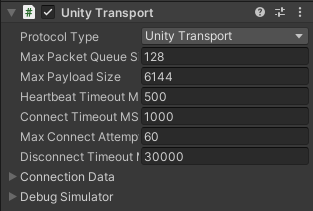 Unity Transport
Protocol Type Unity Transport
Max Packet Queue S 128
Max Payload Size 6144
Heartbeat Timeout M 500
Connect Timeout MS 1000
Max Connect Attemp 60
Disconnect Timeout M 30000
Connection Data
Debug Simulator